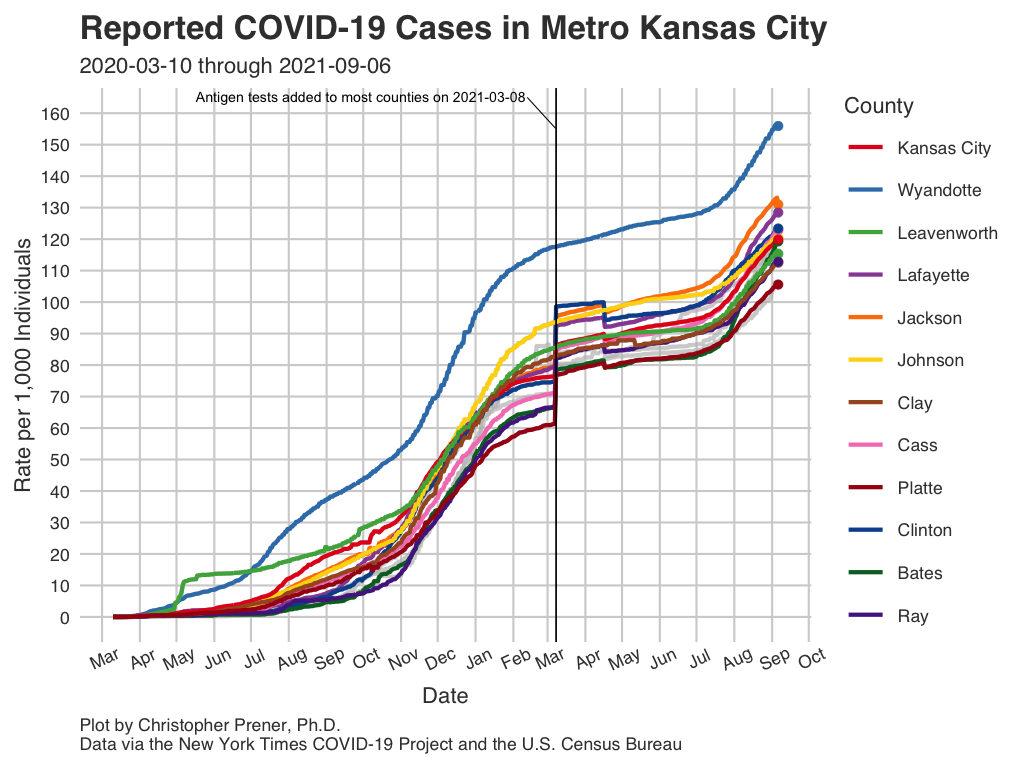 Reported COVID-19 Cases in Metro Kansas City
2020-03-10 through 2021-09-06
Antigen tests added to most counties on 2021-03-08
County
Kansas City
Wyandotte
Leavenworth
Lafayette
Jackson
Johnson
Clay
Cass
Platte
Clinton
Bates
Ray
Rate per 1,000 Individuals
160
150
140
130
120
110
100
90
80
70
60
50
40
30
20
10
0
Mar Apr May Jun Jul Aug Sep Oct Nov Dec Jan Feb Mar Apr May Jun Jul Aug Sep Oct
Date
Plot by Christopher Prener, Ph.D.
Data via the New York Times COVID-19 Project and the U.S. Census Bureau